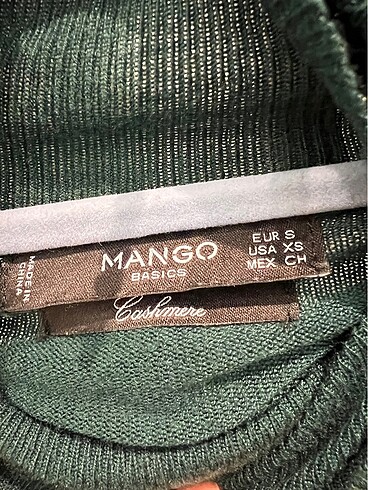 MANGO
BASICS
EUR S
USA XS
MEX CH
MADE IN
CHINA
Cashmere